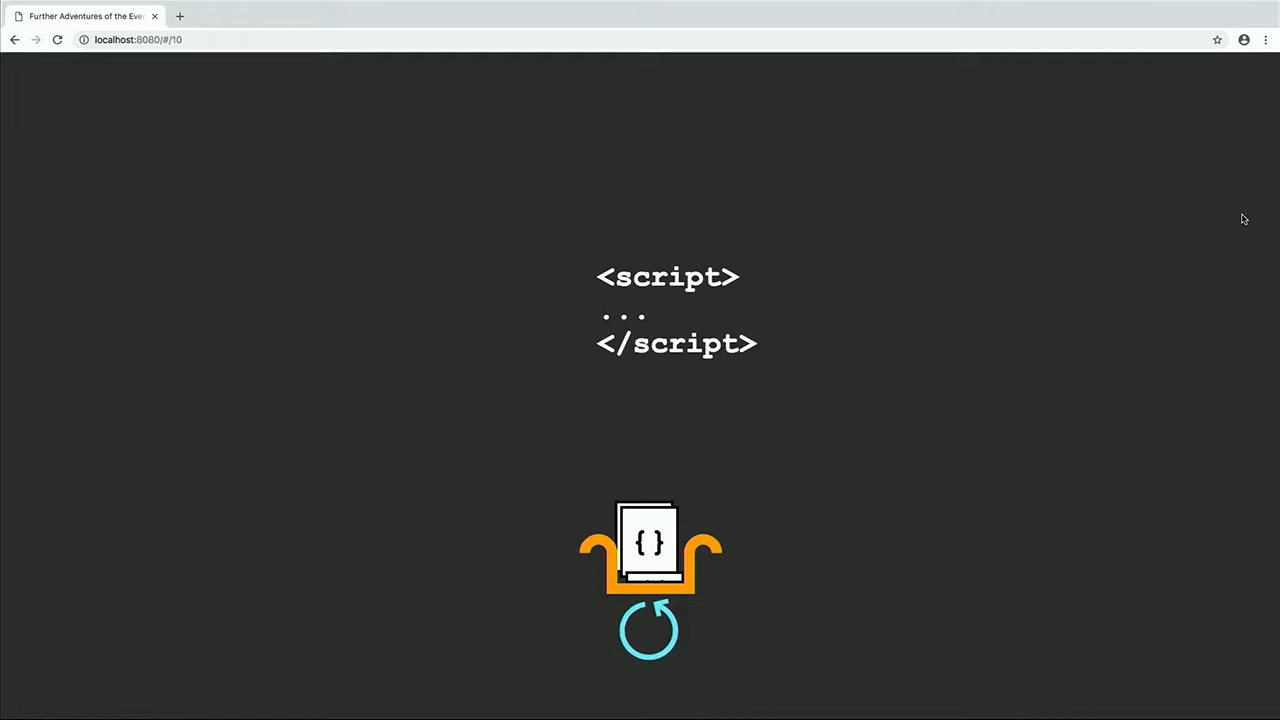 Further Adventures of the Eve
localhost:8080/#/10
<script>
...
</script>
{ }